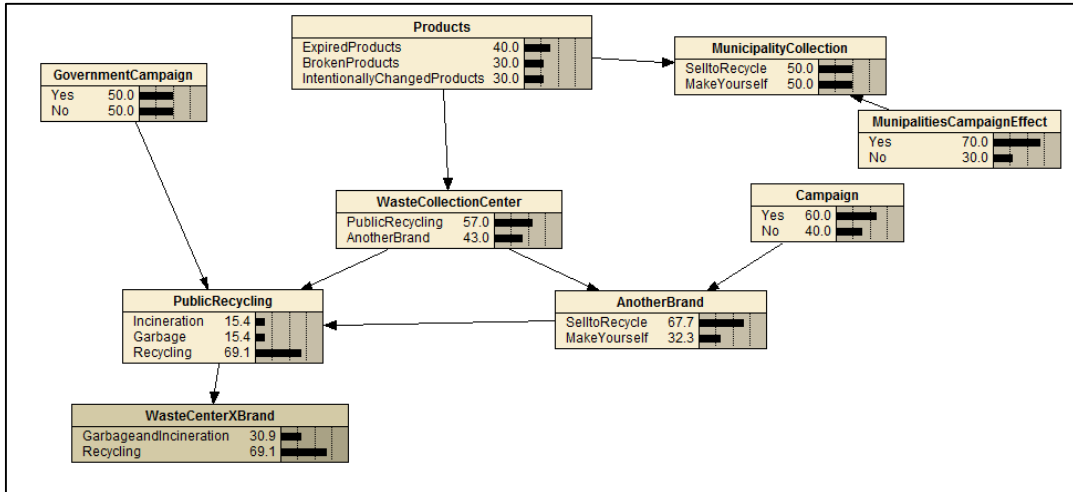 Products
ExpiredProducts 40.0
BrokenProducts 30.0
IntentionallyChangedProducts 30.0
MunicipalityCollection
SelltoRecycle 50.0
MakeYourself 50.0
GovernmentCampaign
Yes 50.0
No 50.0
MunipalitiesCampaignEffect
Yes 70.0
No 30.0
WasteCollectionCenter
PublicRecycling 57.0
AnotherBrand 43.0
Campaign
Yes 60.0
No 40.0
PublicRecycling
Incineration 15.4
Garbage 15.4
Recycling 69.1
AnotherBrand
SelltoRecycle 67.7
MakeYourself 32.3
WasteCenterXBrand
GarbageandIncineration 30.9
Recycling 69.1